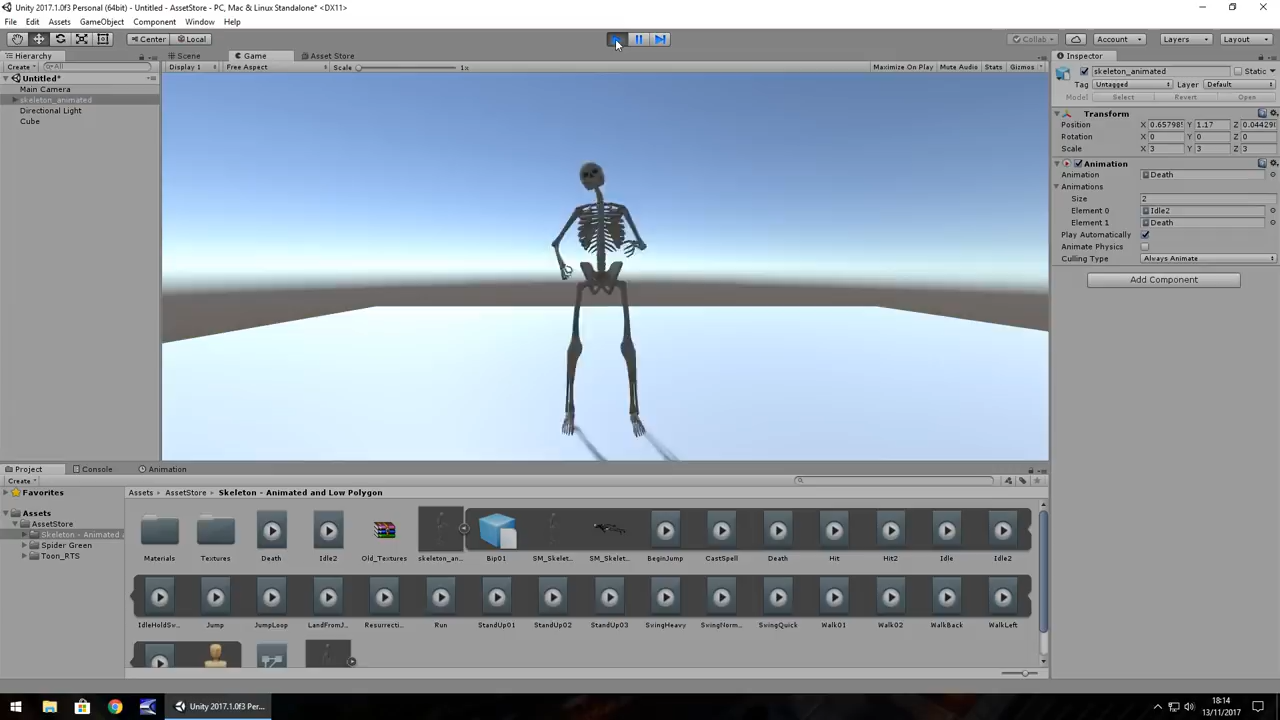 Unity 2017.1.0f3 Personal (64bit) - Untitled - AssetStore - PC, Mac & Linux Standalone* <DX11>
File Edit Assets GameObject Component Window Help
Center Local Collab Account Layers Layout
Hierarchy Scene Game Asset Store Inspector
Create All Display 1 Free Aspect Scale 1x Maximize On Play Mute Audio Stats Gizmos
skeleton_animated Static
Untitled*
Tag Untagged Layer Default
Main Camera
Model Select Revert Open
skeleton_animated
Directional Light
Transform
Cube
Position X 0.65798 Y 1.17 Z 0.04429
Rotation X 0 Y 0 Z 0
Scale X 3 Y 3 Z 3
Animation
Animation Death
Animations
Size 2
Element 0 Idle2
Element 1 Death
Play Automatically
Animate Physics
Culling Type Always Animate
Add Component
Project Console Animation
Create
Favorites
Assets
AssetStore
Skeleton - Animated
Spider Green
Toon_RTS
Assets AssetStore Skeleton - Animated and Low Polygon
Materials Textures Death Idle2 Old_Textures skeleton_an... Bip01 SM_Skelet... SM_Skelet... BeginJump CastSpell Death Hit Hit2 Idle Idle2
IdleHoldSw... Jump JumpLoop LandFromJ... Resurrecti... Run StandUp01 StandUp02 StandUp03 SwingHeavy SwingNorm... SwingQuick Walk01 Walk02 WalkBack WalkLeft
Unity 2017.1.0f3 Per...
18:14
13/11/2017